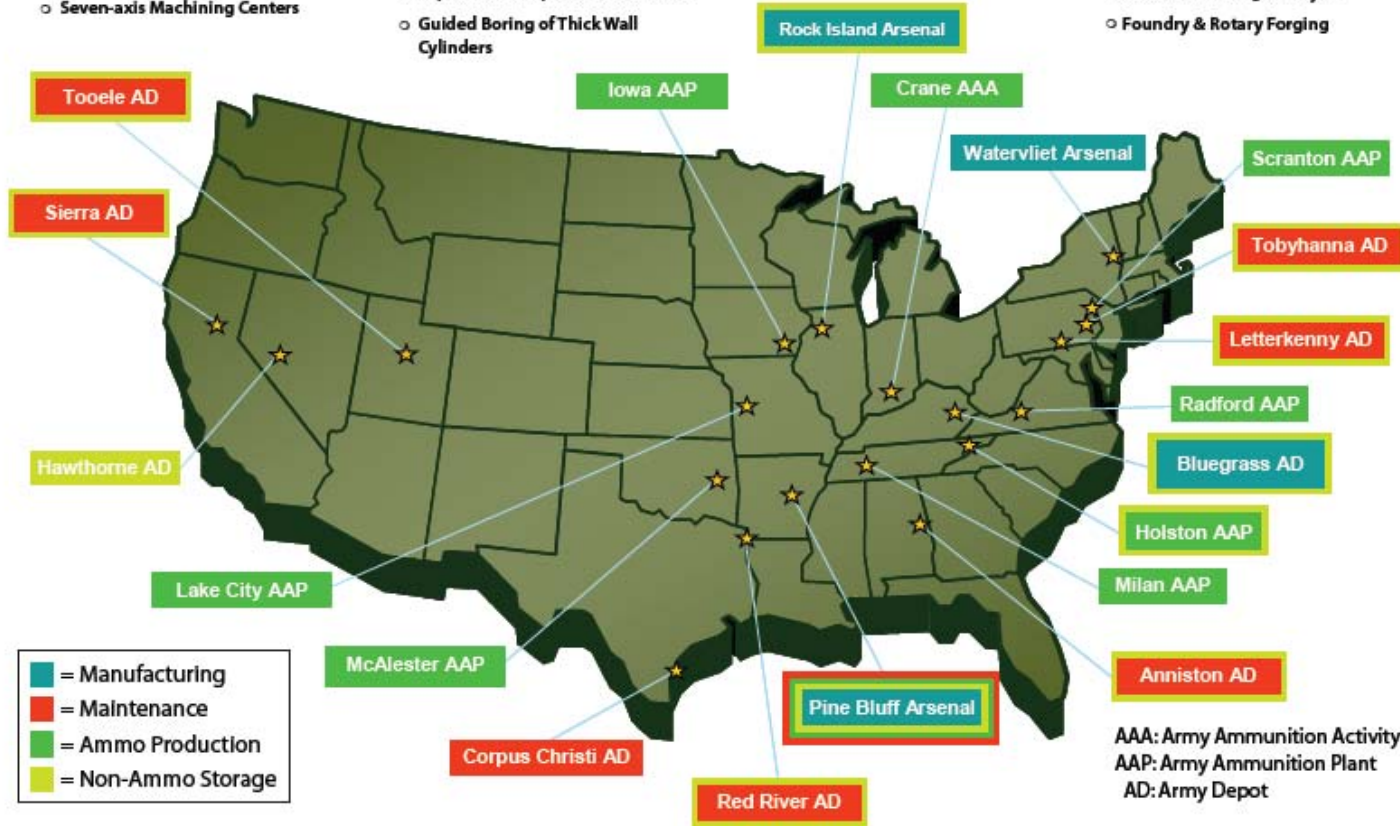 ○ Seven-axis Machining Centers
○ Guided Boring of Thick Wall
Cylinders
○ Foundry & Rotary Forging
Rock Island Arsenal
Tooele AD
Iowa AAP
Crane AAA
Watervliet Arsenal
Scranton AAP
Sierra AD
Tobyhanna AD
Letterkenny AD
Radford AAP
Hawthorne AD
Bluegrass AD
Holston AAP
Lake City AAP
Milan AAP
McAlester AAP
Anniston AD
Pine Bluff Arsenal
Corpus Christi AD
Red River AD
= Manufacturing
= Maintenance
= Ammo Production
= Non-Ammo Storage
AAA: Army Ammunition Activity
AAP: Army Ammunition Plant
AD: Army Depot